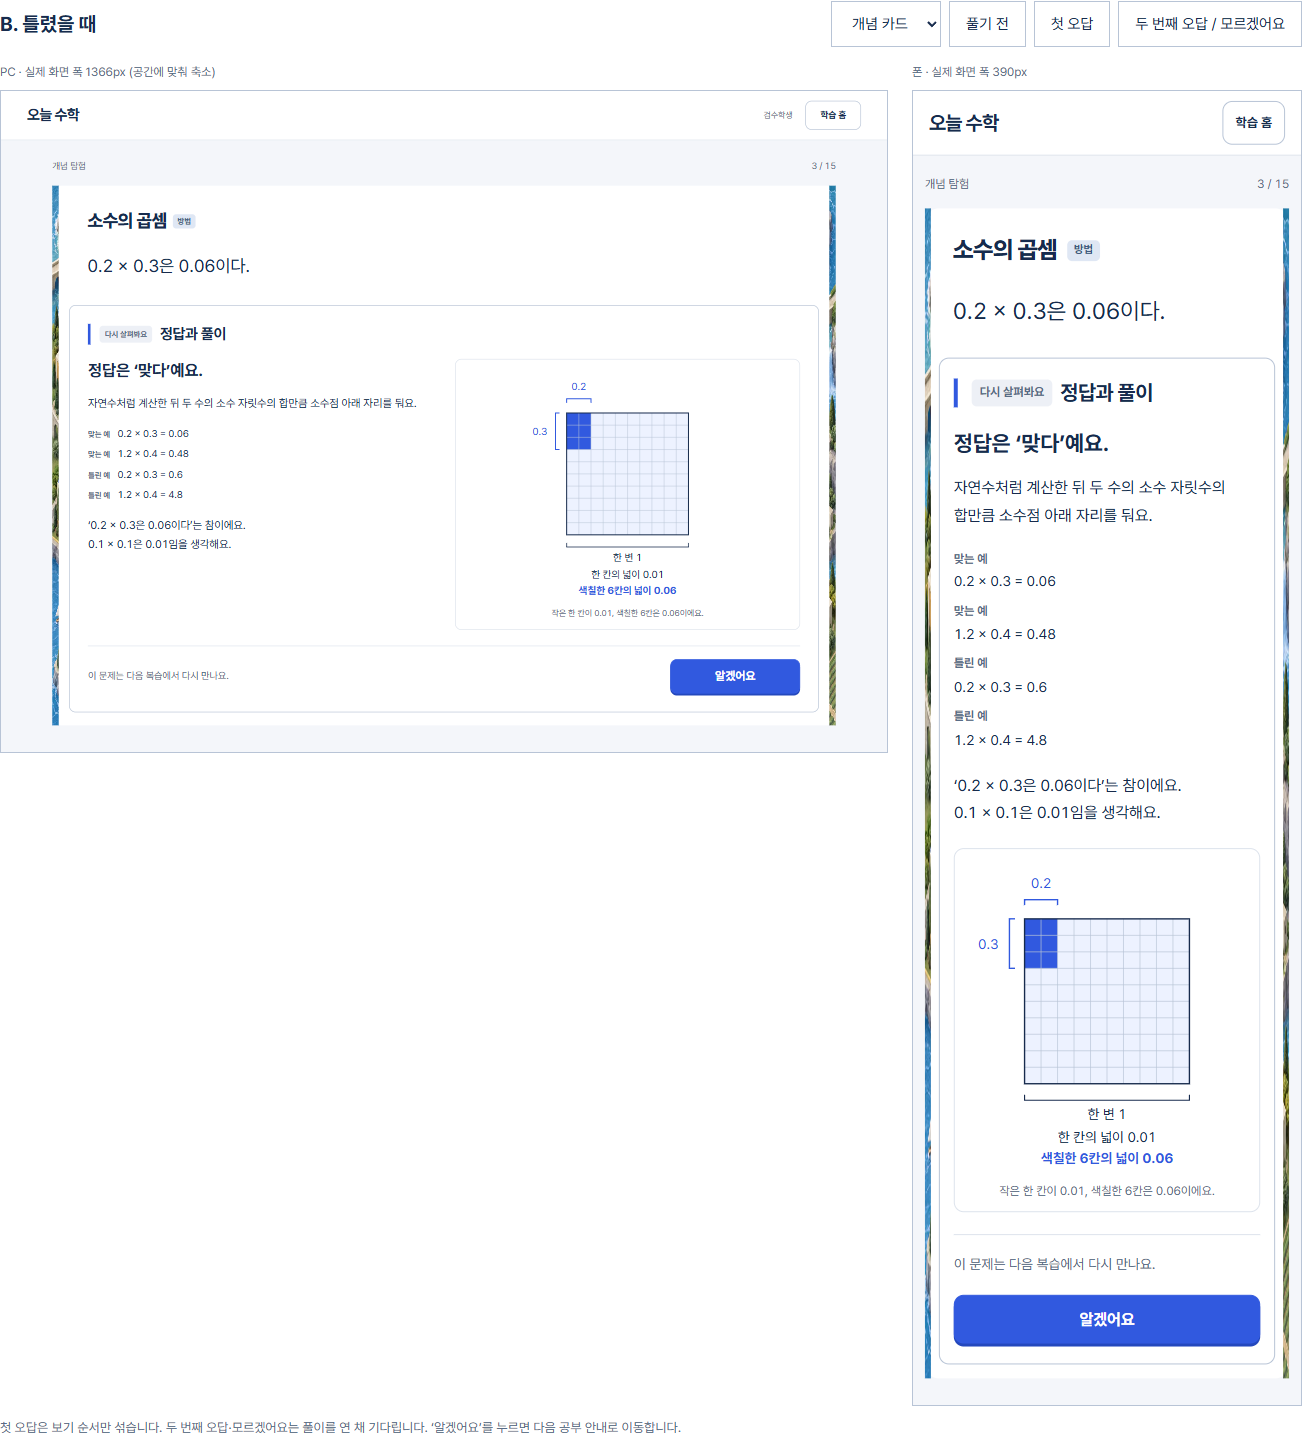 B. 틀렸을 때
개념 카드
풀기 전
첫 오답
두 번째 오답 / 모르겠어요
PC · 실제 화면 폭 1366px (공간에 맞춰 축소)
오늘 수학
검수학생
학습 홈
개념 탐험
3 / 15
소수의 곱셈 방법
0.2 × 0.3은 0.06이다.
다시 살펴봐요 정답과 풀이
정답은 ‘맞다’예요.
자연수처럼 계산한 뒤 두 수의 소수 자릿수의 합만큼 소수점 아래 자리를 둬요.
맞는 예 0.2 × 0.3 = 0.06
맞는 예 1.2 × 0.4 = 0.48
틀린 예 0.2 × 0.3 = 0.6
틀린 예 1.2 × 0.4 = 4.8
‘0.2 × 0.3은 0.06이다’는 참이에요.
0.1 × 0.1은 0.01임을 생각해요.
0.2
0.3
한 변 1
한 칸의 넓이 0.01
색칠한 6칸의 넓이 0.06
작은 한 칸이 0.01, 색칠한 6칸은 0.06이에요.
이 문제는 다음 복습에서 다시 만나요.
알겠어요
폰 · 실제 화면 폭 390px
오늘 수학
학습 홈
개념 탐험
3 / 15
소수의 곱셈 방법
0.2 × 0.3은 0.06이다.
다시 살펴봐요 정답과 풀이
정답은 ‘맞다’예요.
자연수처럼 계산한 뒤 두 수의 소수 자릿수의
합만큼 소수점 아래 자리를 둬요.
맞는 예
0.2 × 0.3 = 0.06
맞는 예
1.2 × 0.4 = 0.48
틀린 예
0.2 × 0.3 = 0.6
틀린 예
1.2 × 0.4 = 4.8
‘0.2 × 0.3은 0.06이다’는 참이에요.
0.1 × 0.1은 0.01임을 생각해요.
0.2
0.3
한 변 1
한 칸의 넓이 0.01
색칠한 6칸의 넓이 0.06
작은 한 칸이 0.01, 색칠한 6칸은 0.06이에요.
이 문제는 다음 복습에서 다시 만나요.
알겠어요
첫 오답은 보기 순서만 섞습니다. 두 번째 오답·모르겠어요는 풀이를 연 채 기다립니다. ‘알겠어요’를 누르면 다음 공부 안내로 이동합니다.